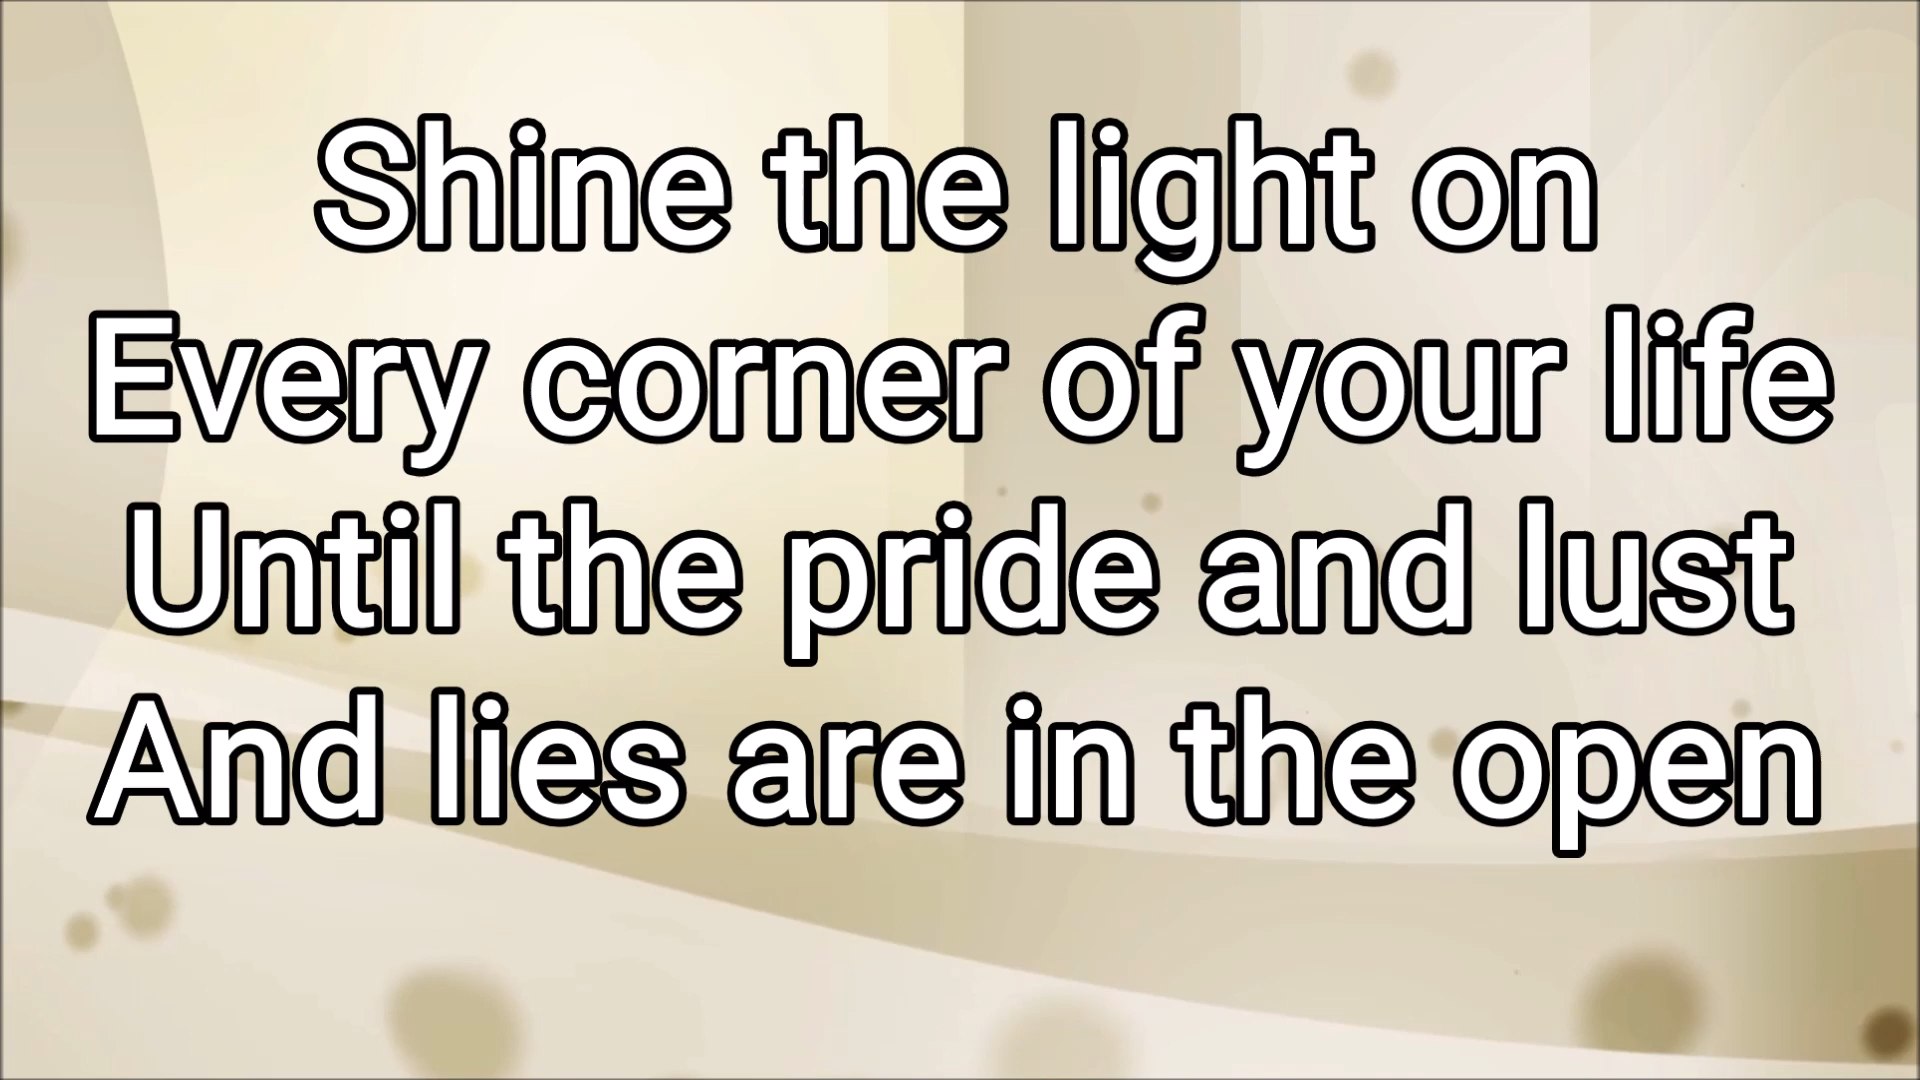 Shine the light on
Every corner of your life
Until the pride and lust
And lies are in the open